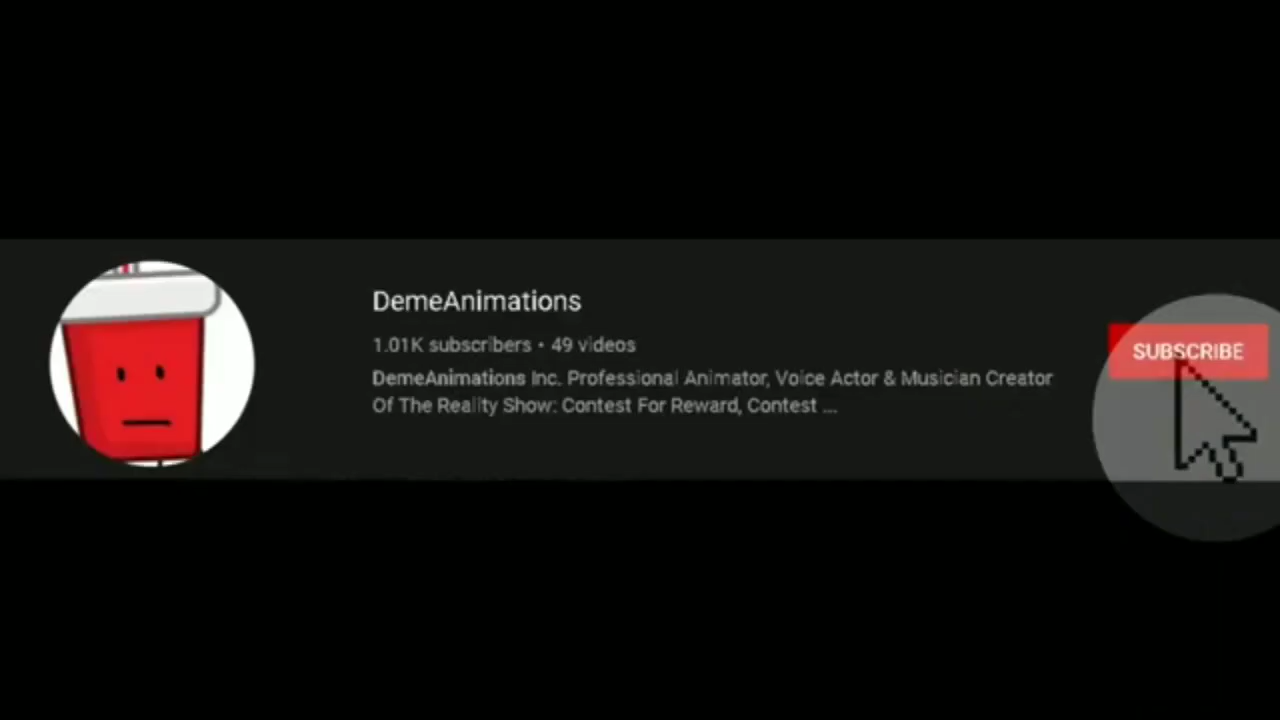 DemeAnimations
1.01K subscribers • 49 videos
DemeAnimations Inc. Professional Animator, Voice Actor & Musician Creator
Of The Reality Show: Contest For Reward, Contest ...
SUBSCRIBE